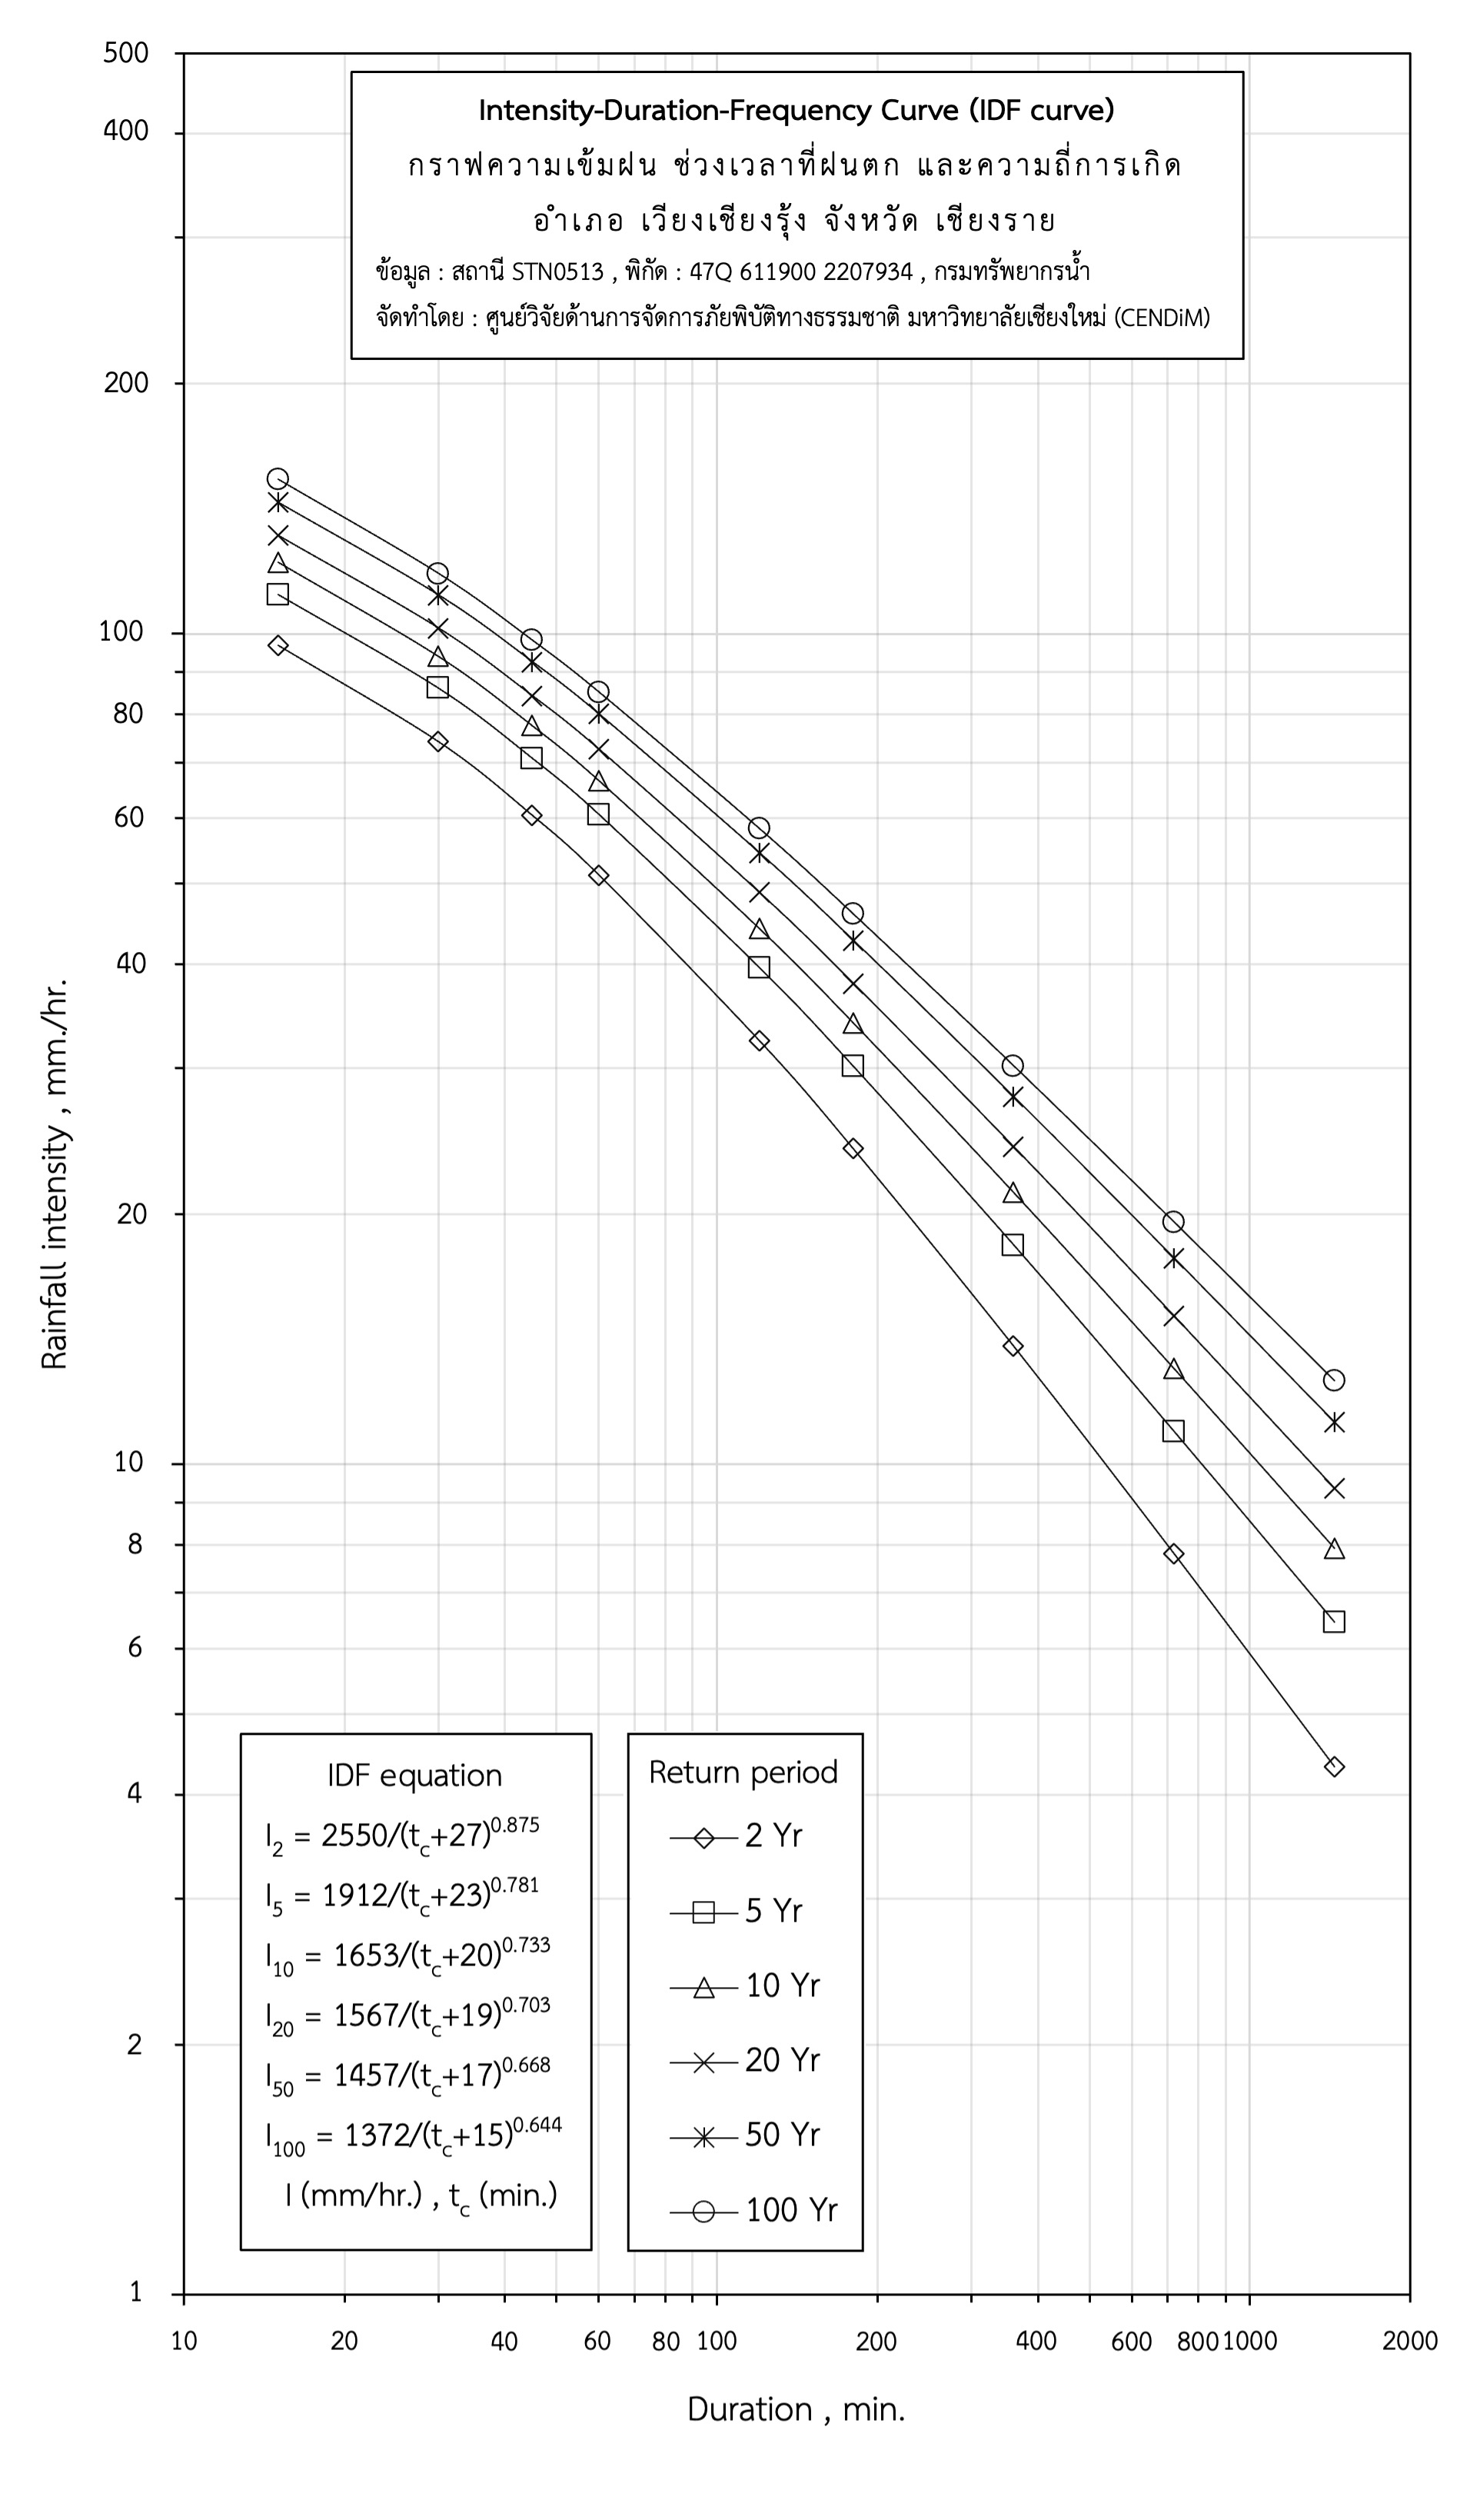 500
400
200
100
80
60
40
20
10
8
6
4
2
1
Rainfall intensity , mm./hr.
Intensity-Duration-Frequency Curve (IDF curve)
กราฟความเข้มฝน ช่วงเวลาที่ฝนตก และความถี่การเกิด
อำเภอ เวียงเชียงรุ้ง จังหวัด เชียงราย
ข้อมูล : สถานี STN0513 , พิกัด : 47Q 611900 2207934 , กรมทรัพยากรน้ำ
จัดทำโดย : ศูนย์วิจัยด้านการจัดการภัยพิบัติทางธรรมชาติ มหาวิทยาลัยเชียงใหม่ (CENDiM)
IDF equation
I2 = 2550/(tc+27)^0.875
I5 = 1912/(tc+23)^0.781
I10 = 1653/(tc+20)^0.733
I20 = 1567/(tc+19)^0.703
I50 = 1457/(tc+17)^0.668
I100 = 1372/(tc+15)^0.644
I (mm/hr.) , tc (min.)
Return period
2 Yr
5 Yr
10 Yr
20 Yr
50 Yr
100 Yr
10 20 40 60 80 100 200 400 600 800 1000 2000
Duration , min.